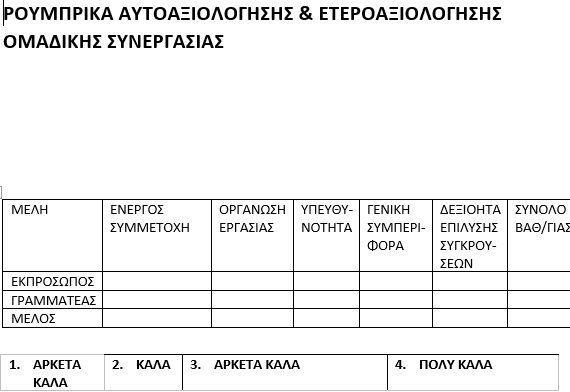 ΡΟΥΜΠΡΙΚΑ ΑΥΤΟΑΞΙΟΛΟΓΗΣΗΣ & ΕΤΕΡΟΑΞΙΟΛΟΓΗΣΗΣ
ΟΜΑΔΙΚΗΣ ΣΥΝΕΡΓΑΣΙΑΣ
ΜΕΛΗ ΕΝΕΡΓΟΣ ΟΡΓΑΝΩΣΗ ΥΠΕΥΘΥ- ΓΕΝΙΚΗ ΔΕΞΙΟΗΤΑ ΣΥΝΟΛΟ
ΣΥΜΜΕΤΟΧΗ ΕΡΓΑΣΙΑΣ ΝΟΤΗΤΑ ΣΥΜΠΕΡΙ- ΕΠΙΛΥΣΗΣ ΒΑΘ/ΓΙΑΣ
ΦΟΡΑ ΣΥΓΚΡΟΥ-
ΣΕΩΝ
ΕΚΠΡΟΣΩΠΟΣ
ΓΡΑΜΜΑΤΕΑΣ
ΜΕΛΟΣ
1. ΑΡΚΕΤΑ 2. ΚΑΛΑ 3. ΑΡΚΕΤΑ ΚΑΛΑ 4. ΠΟΛΥ ΚΑΛΑ
ΚΑΛΑ